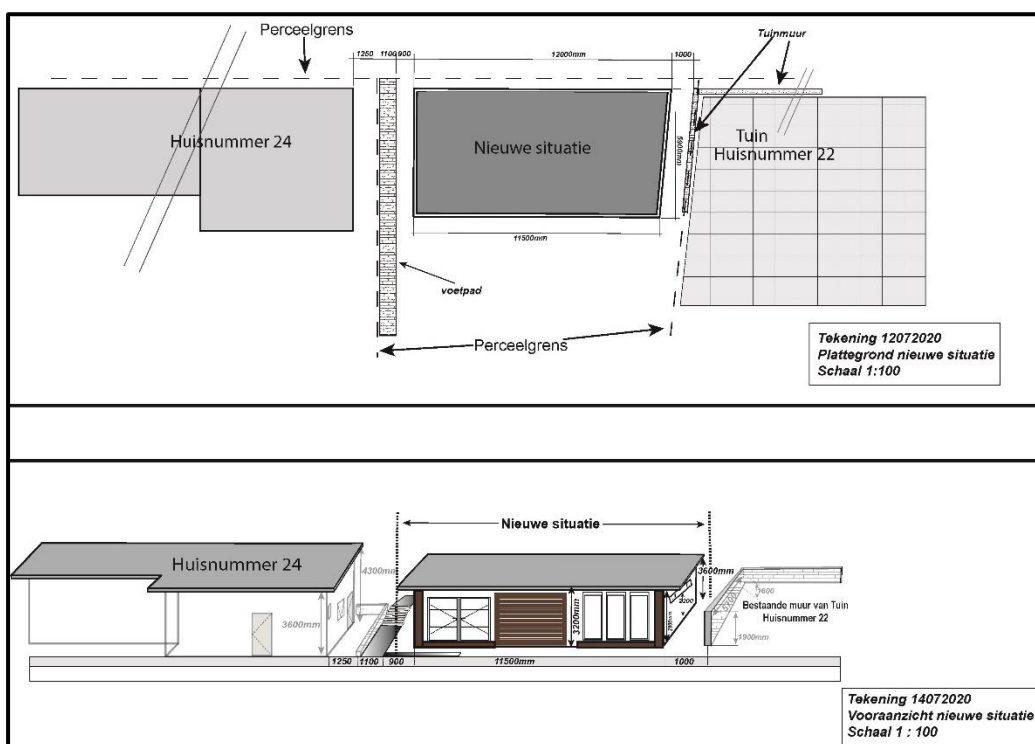 Perceelgrens
Tuinmuur
1250 1100 900 12000mm 1000
Huisnummer 24
Nieuwe situatie
Tuin
Huisnummer 22
11500mm
voetpad
Perceelgrens
Tekening 12072020
Plattegrond nieuwe situatie
Schaal 1:100
Nieuwe situatie
Huisnummer 24
4300mm
3600mm
3600mm
3200mm
Bestaande muur van Tuin
Huisnummer 22
1900mm
1250 1100 900 11500mm 1000
Tekening 14072020
Vooraanzicht nieuwe situatie
Schaal 1 : 100